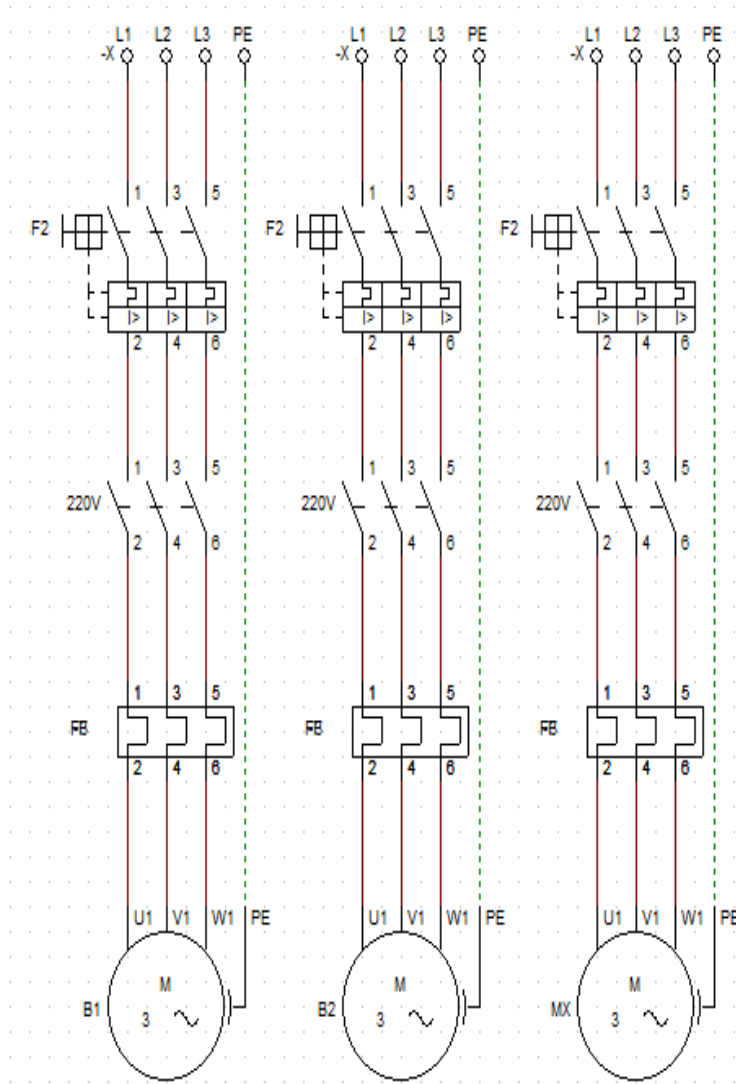 L1 L2 L3 PE L1 L2 L3 PE L1 L2 L3 PE
-X -X -X
1 3 5 1 3 5 1 3 5
F2 F2 F2
I> I> I> I> I> I> I> I> I>
2 4 6 2 4 6 2 4 6
1 3 5 1 3 5 1 3 5
220V 220V 220V
2 4 6 2 4 6 2 4 6
1 3 5 1 3 5 1 3 5
2 4 6 2 4 6 2 4 6
U1 V1 W1 PE U1 V1 W1 PE U1 V1 W1 PE
M M M
B1 B2 MX
3 3 3